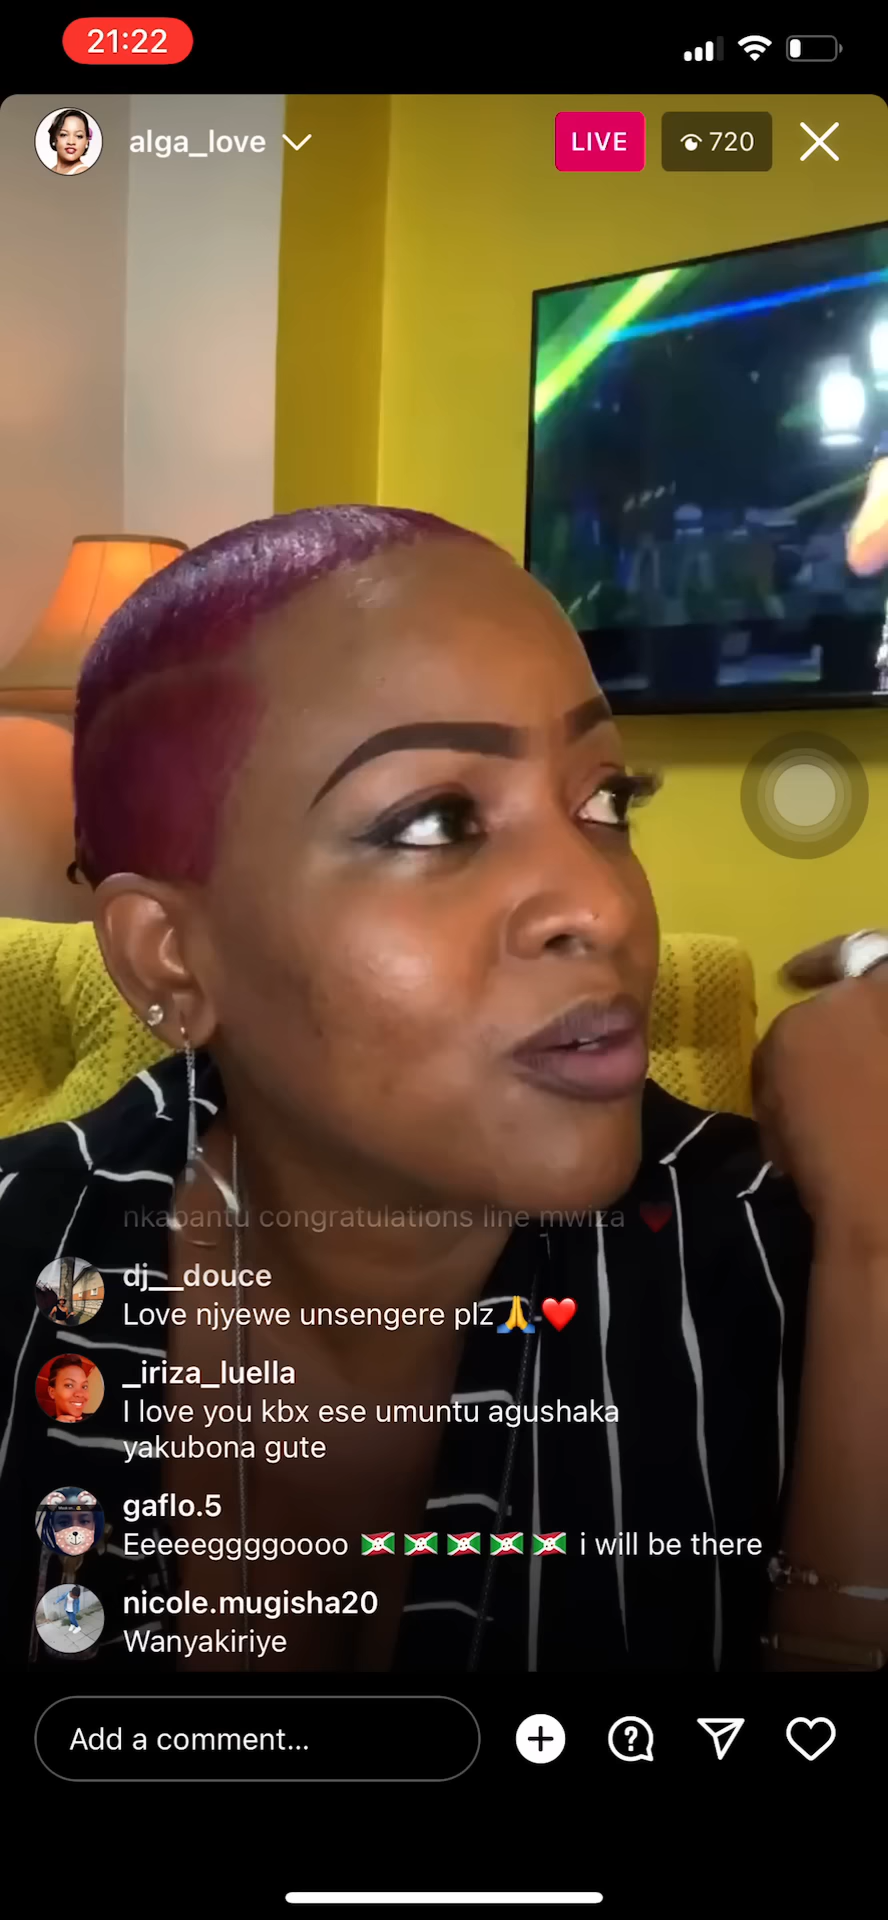 21:22
alga_love
LIVE
720
nkabantu congratulations line mwiza ❤️
dj__douce
Love njyewe unsengere plz🙏❤️
_iriza_luella
I love you kbx ese umuntu agushaka
yakubona gute
gaflo.5
Eeeeeggggoooo 🇧🇮 🇧🇮 🇧🇮 🇧🇮 🇧🇮 i will be there
nicole.mugisha20
Wanyakiriye
Add a comment...